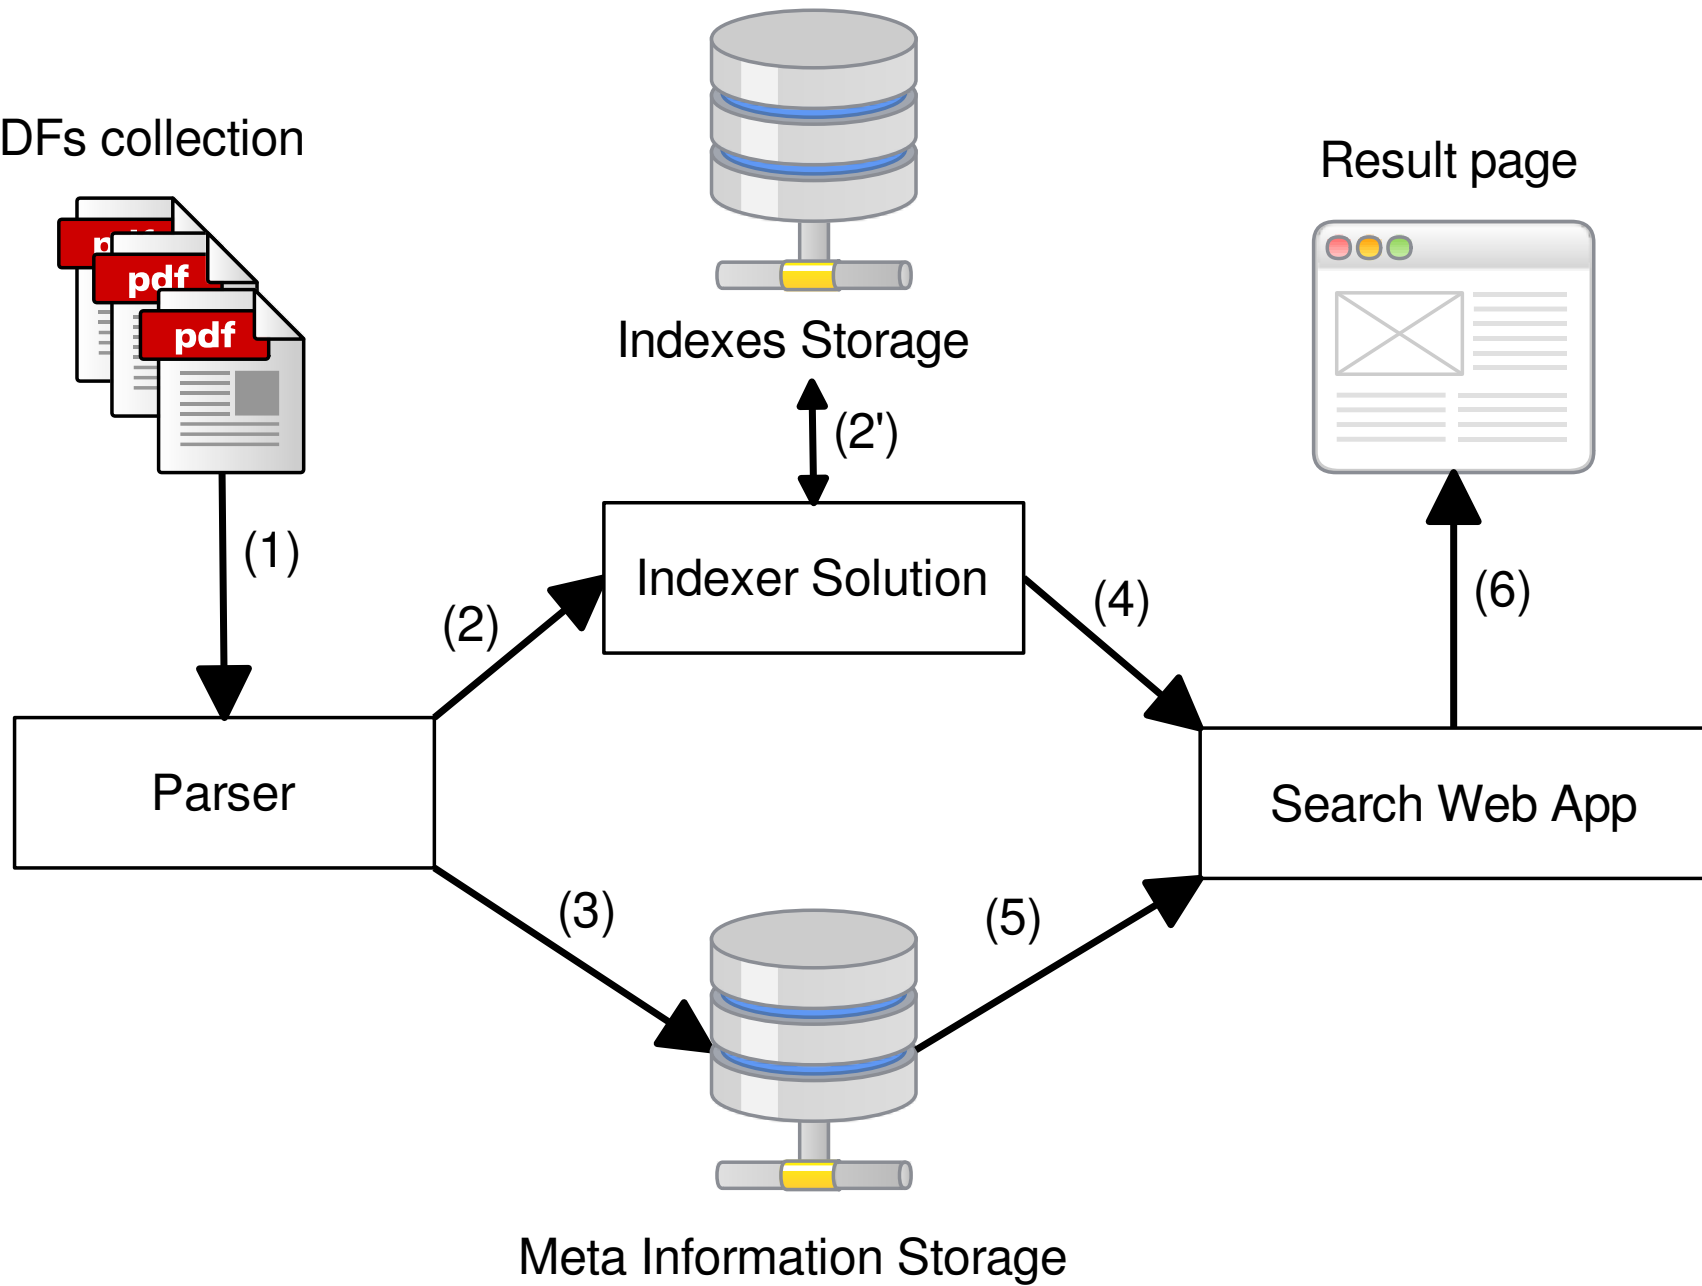 DFs collection
Result page
pdf
pdf
Indexes Storage
(2')
(1)
Indexer Solution
(2)
(4)
(6)
Parser
Search Web App
(3)
(5)
Meta Information Storage